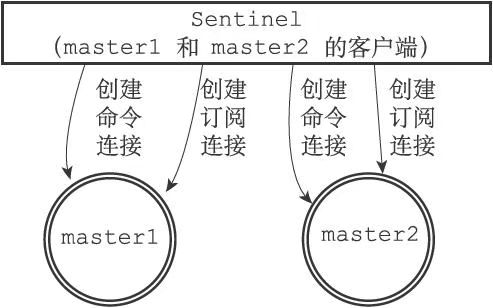 Sentinel
(master1 和 master2 的客户端)
创建
命令
连接
创建
订阅
连接
创建
命令
连接
创建
订阅
连接
master1
master2